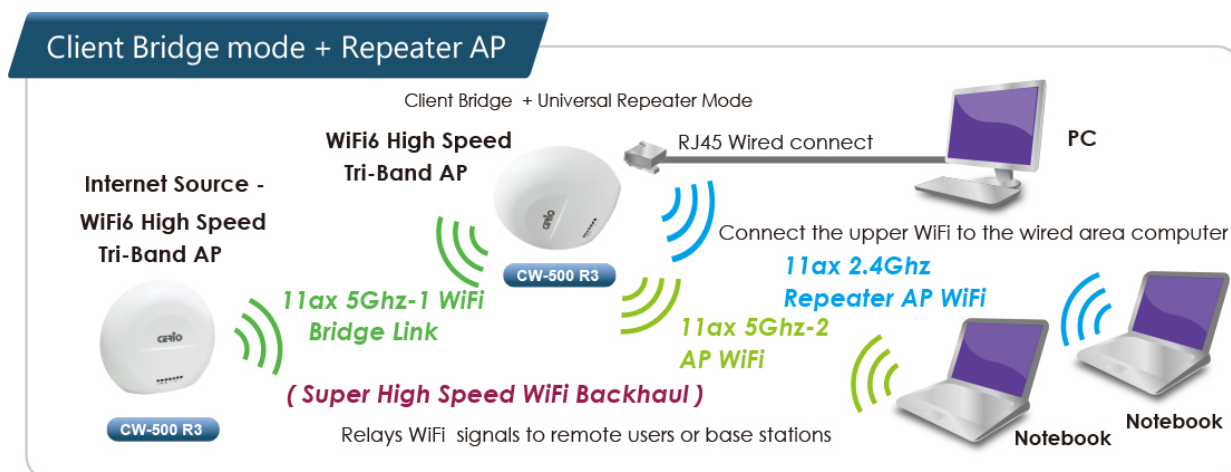 Client Bridge mode + Repeater AP
Client Bridge + Universal Repeater Mode
WiFi6 High Speed
Tri-Band AP
RJ45 Wired connect
PC
Internet Source -
WiFi6 High Speed
Tri-Band AP
CERIO
CW-500 R3
Connect the upper WiFi to the wired area computer
11ax 2.4Ghz
Repeater AP WiFi
11ax 5Ghz-1 WiFi
Bridge Link
11ax 5Ghz-2
AP WiFi
CERIO
( Super High Speed WiFi Backhaul )
CW-500 R3
Relays WiFi signals to remote users or base stations
Notebook
Notebook